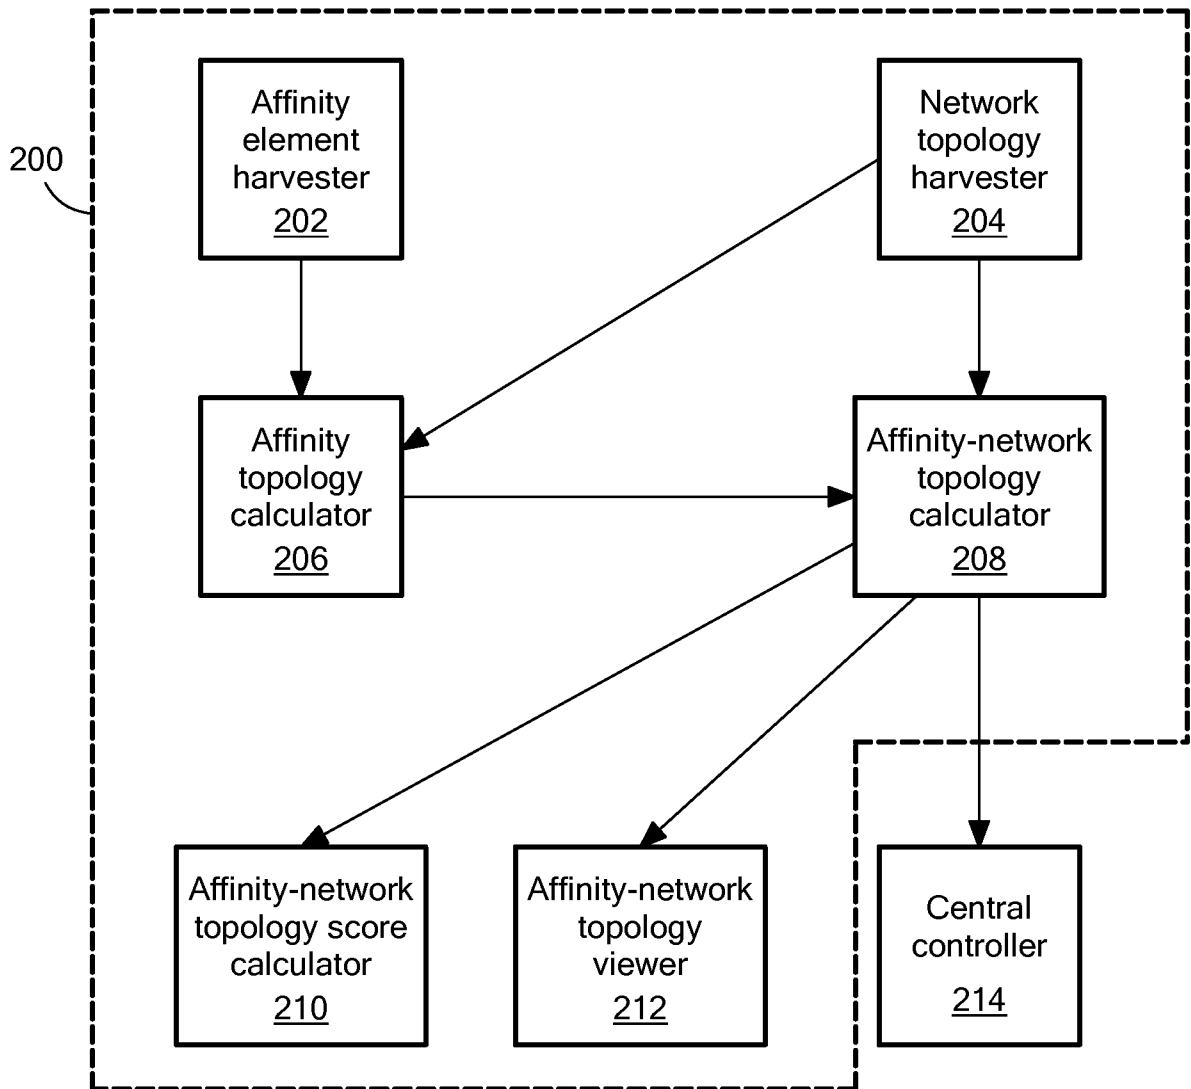 200
Affinity
element
harvester
202
Network
topology
harvester
204
Affinity
topology
calculator
206
Affinity-network
topology
calculator
208
Affinity-network
topology score
calculator
210
Affinity-network
topology
viewer
212
Central
controller
214